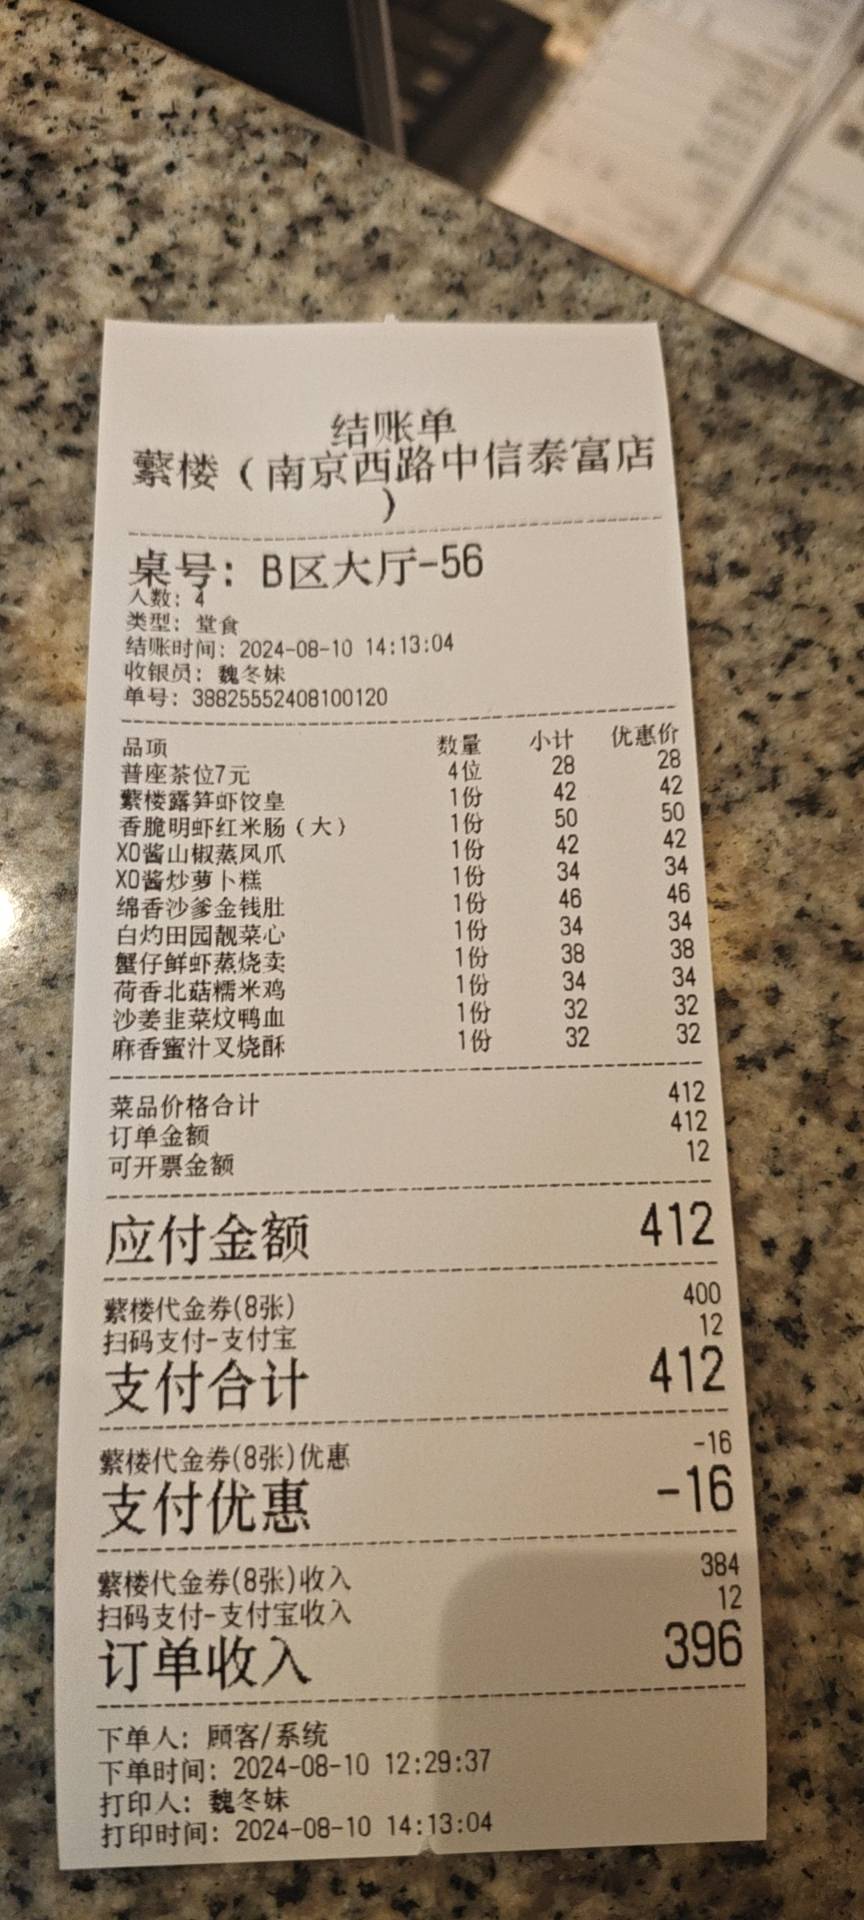 结账单
蘩楼（南京西路中信泰富店
）
桌号: B区大厅-56
人数: 4
类型: 堂食
结账时间: 2024-08-10 14:13:04
收银员: 魏冬妹
单号: 38825552408100120
品项 数量 小计 优惠价
普座茶位7元 4位 28 28
蘩楼露笋虾饺皇 1份 42 42
香脆明虾红米肠（大） 1份 50 50
XO酱山椒蒸凤爪 1份 42 42
XO酱炒萝卜糕 1份 34 34
绵香沙爹金钱肚 1份 46 46
白灼田园靓菜心 1份 34 34
蟹仔鲜虾蒸烧卖 1份 38 38
荷香北菇糯米鸡 1份 34 34
沙姜韭菜炆鸭血 1份 32 32
麻香蜜汁叉烧酥 1份 32 32
菜品价格合计 412
订单金额 412
可开票金额 12
应付金额 412
蘩楼代金券(8张) 400
扫码支付-支付宝 12
支付合计 412
蘩楼代金券(8张)优惠 -16
支付优惠 -16
蘩楼代金券(8张)收入 384
扫码支付-支付宝收入 12
订单收入 396
下单人: 顾客/系统
下单时间: 2024-08-10 12:29:37
打印人: 魏冬妹
打印时间: 2024-08-10 14:13:04